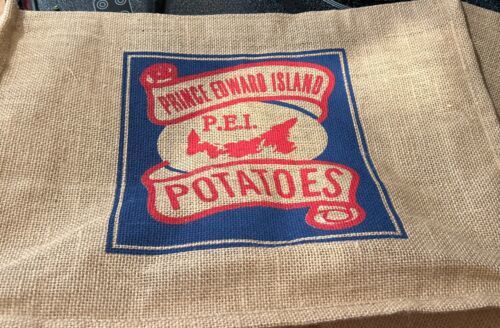 PRINCE EDWARD ISLAND
P.E.I.
POTATOES